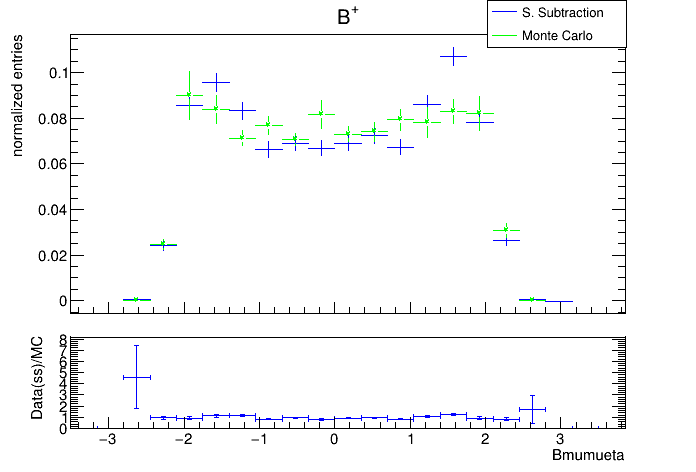 B+
S. Subtraction
Monte Carlo
normalized entries
0.1
0.08
0.06
0.04
0.02
0
Data(ss)/MC
8
7
6
5
4
3
2
1
0
−3 −2 −1 0 1 2 3
Bmumueta